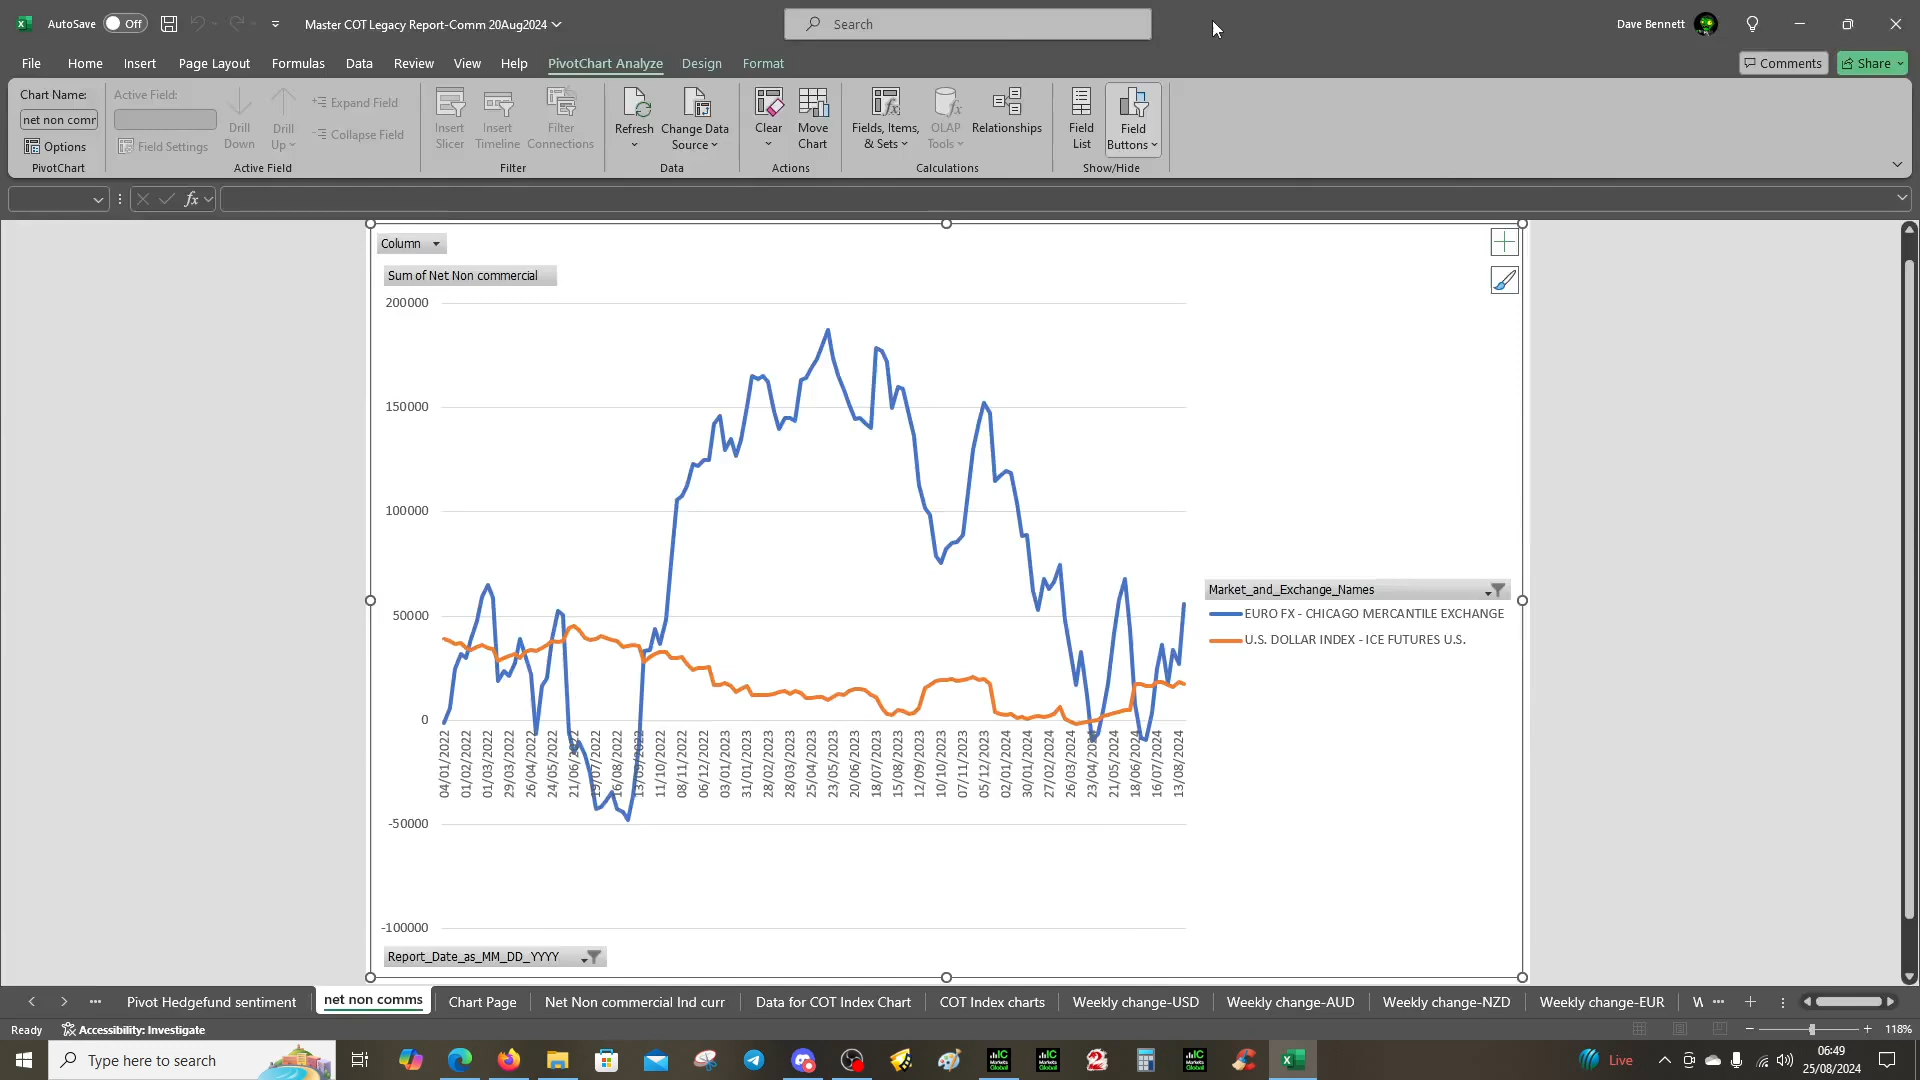 AutoSave Off Master COT Legacy Report-Comm 20Aug2024 Search Dave Bennett
File Home Insert Page Layout Formulas Data Review View Help PivotChart Analyze Design Format Comments Share
Chart Name:
net non comm
Options
PivotChart
Active Field:
Field Settings
Drill Down
Drill Up
Expand Field
Collapse Field
Active Field
Insert Slicer
Insert Timeline
Filter Connections
Filter
Refresh
Change Data Source
Data
Clear
Move Chart
Actions
Fields, Items, & Sets
OLAP Tools
Relationships
Calculations
Field List
Field Buttons
Show/Hide
fx
Column
Sum of Net Non commercial
200000
150000
100000
50000
0
-50000
-100000
04/01/2022
01/02/2022
01/03/2022
29/03/2022
26/04/2022
24/05/2022
21/06/2022
19/07/2022
16/08/2022
13/09/2022
11/10/2022
08/11/2022
06/12/2022
03/01/2023
31/01/2023
28/02/2023
28/03/2023
25/04/2023
23/05/2023
20/06/2023
18/07/2023
15/08/2023
12/09/2023
10/10/2023
07/11/2023
05/12/2023
02/01/2024
30/01/2024
27/02/2024
26/03/2024
23/04/2024
21/05/2024
18/06/2024
16/07/2024
13/08/2024
Market_and_Exchange_Names
EURO FX - CHICAGO MERCANTILE EXCHANGE
U.S. DOLLAR INDEX - ICE FUTURES U.S.
Report_Date_as_MM_DD_YYYY
Pivot Hedgefund sentiment net non comms Chart Page Net Non commercial Ind curr Data for COT Index Chart COT Index charts Weekly change-USD Weekly change-AUD Weekly change-NZD Weekly change-EUR
Ready Accessibility: Investigate 118%
Type here to search Live 06:49
25/08/2024